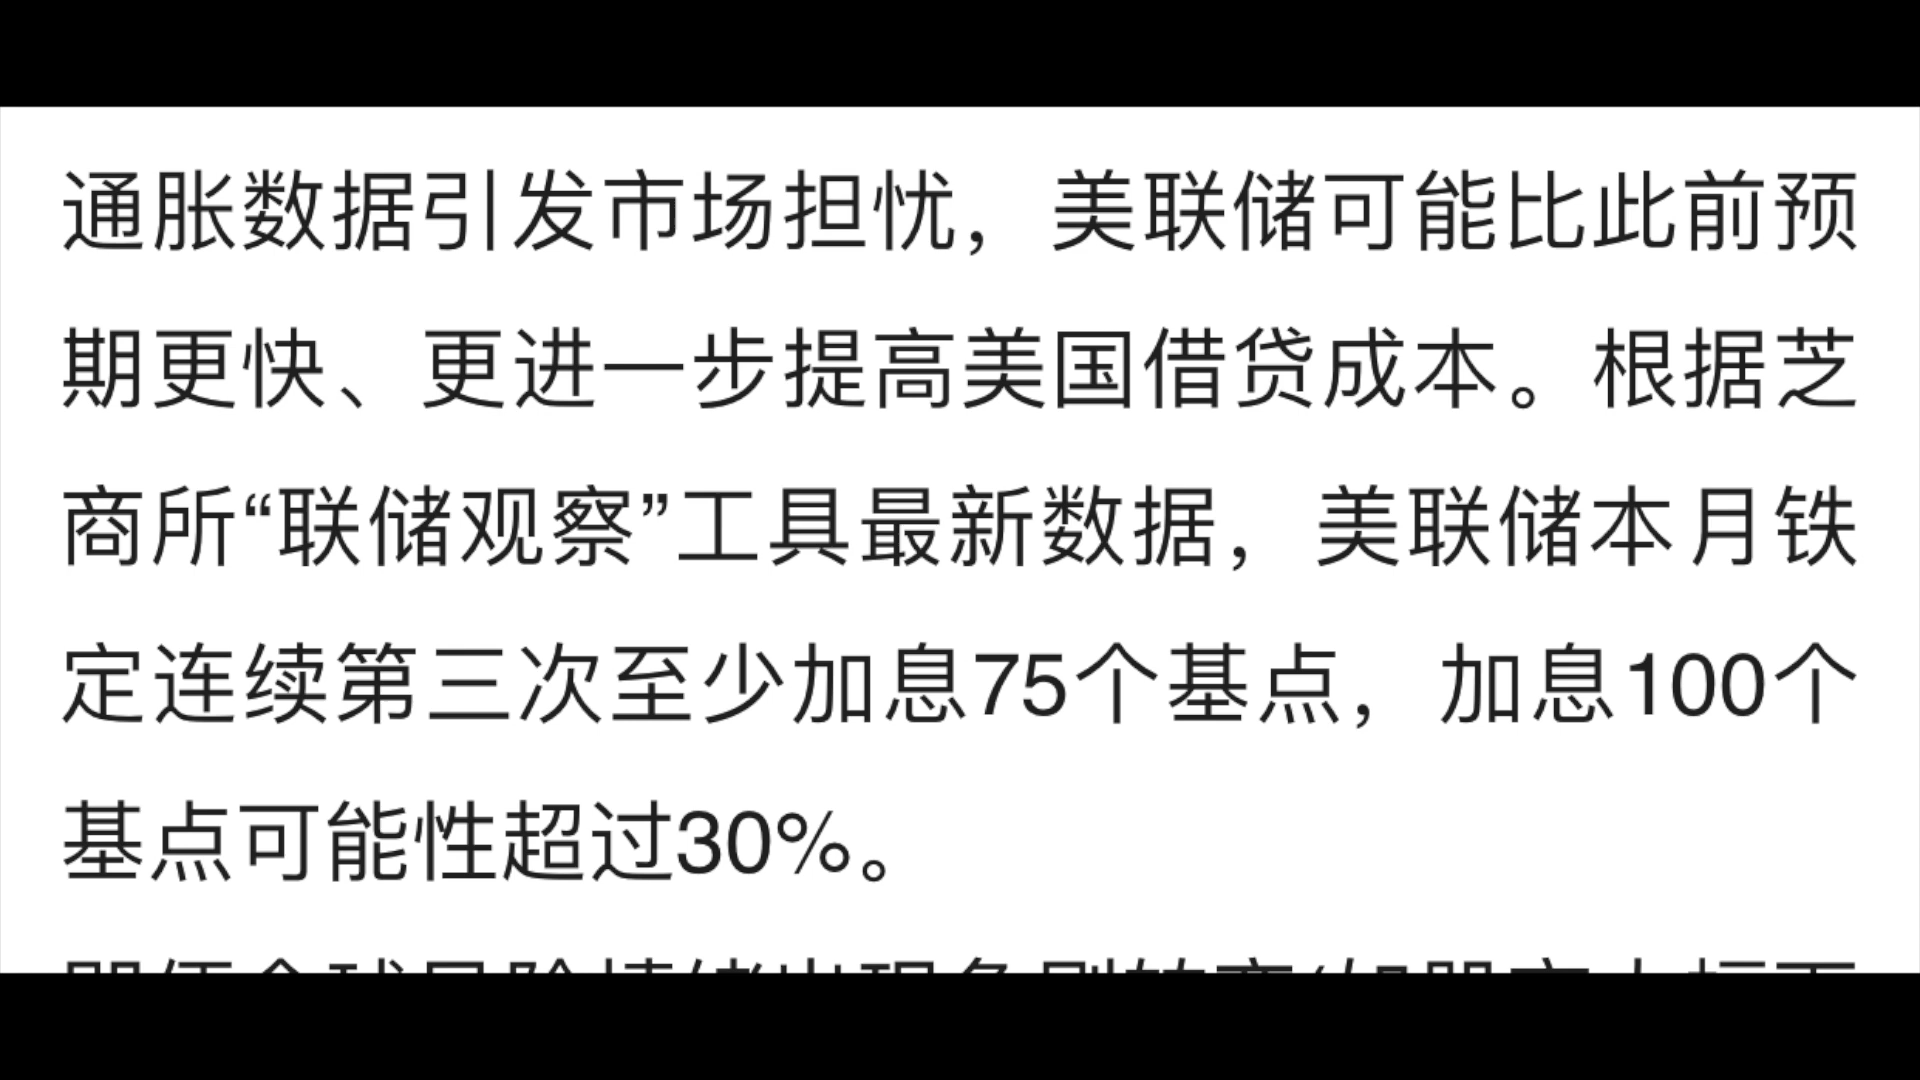 通胀数据引发市场担忧，美联储可能比此前预
期更快、更进一步提高美国借贷成本。根据芝
商所“联储观察”工具最新数据，美联储本月铁
定连续第三次至少加息75个基点，加息100个
基点可能性超过30%。